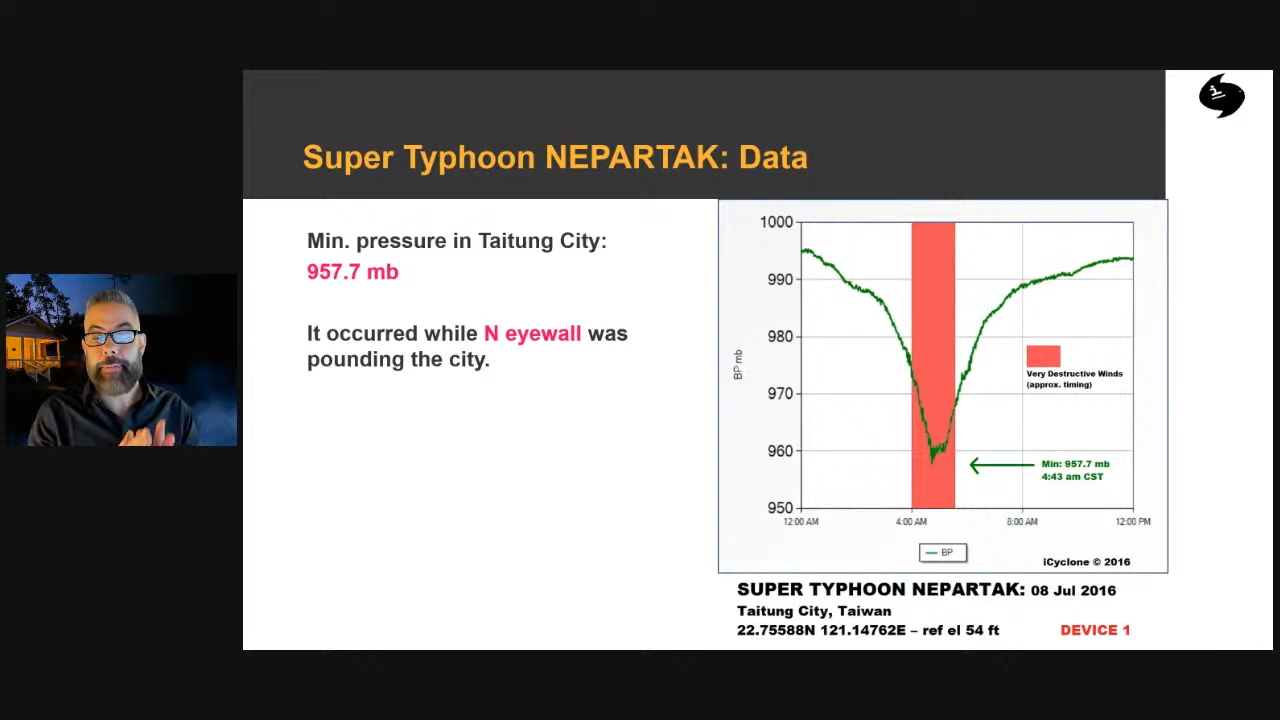 Super Typhoon NEPARTAK: Data
Min. pressure in Taitung City:
957.7 mb
It occurred while N eyewall was
pounding the city.
1000
990
980
970
960
950
BP mb
12:00 AM
4:00 AM
8:00 AM
12:00 PM
Very Destructive Winds
(approx. timing)
Min: 957.7 mb
4:43 am CST
BP
iCyclone © 2016
SUPER TYPHOON NEPARTAK: 08 Jul 2016
Taitung City, Taiwan
22.75588N 121.14762E – ref el 54 ft
DEVICE 1